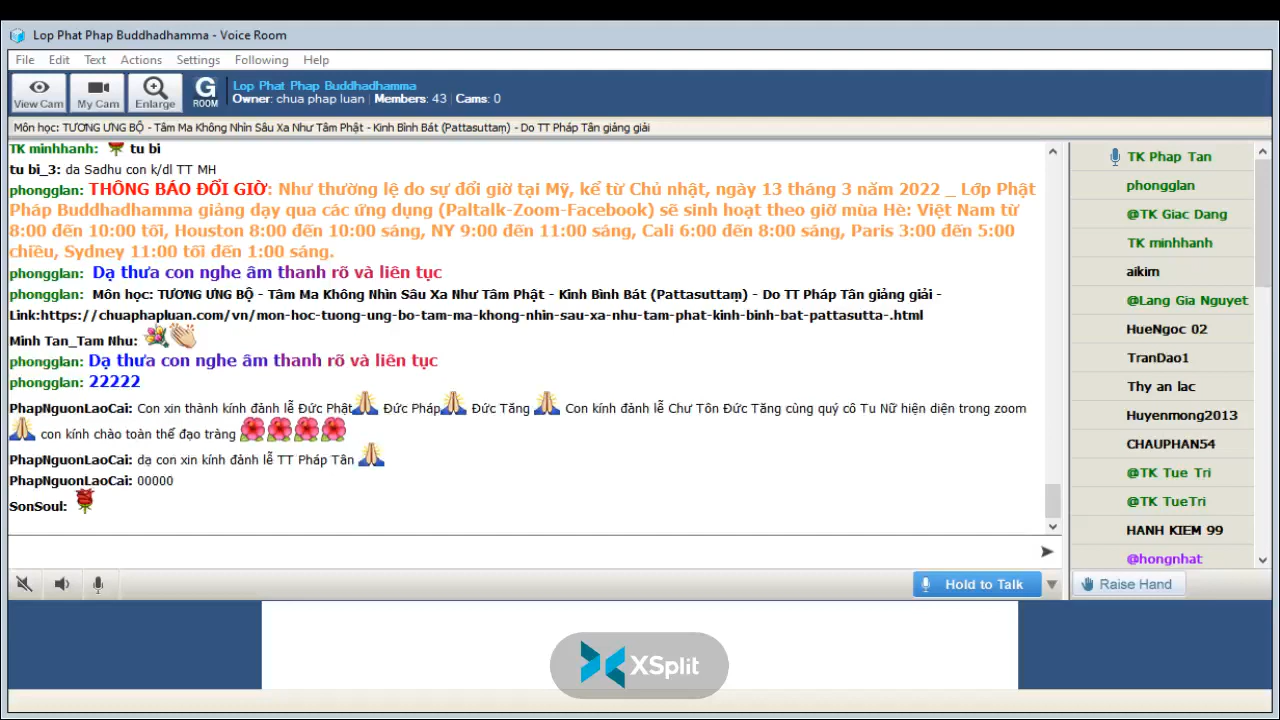 Lop Phat Phap Buddhadhamma - Voice Room
File Edit Text Actions Settings Following Help
View Cam My Cam Enlarge G ROOM
Lop Phat Phap Buddhadhamma
Owner: chua phap luan | Members: 43 | Cams: 0
Môn học: TƯƠNG ƯNG BỘ - Tâm Ma Không Nhìn Sâu Xa Như Tâm Phật - Kinh Bình Bát (Pattasuttaṃ) - Do TT Pháp Tân giảng giải
TK minhhanh: tu bi
tu bi_3: da Sadhu con k/dl TT MH
phongglan: THÔNG BÁO ĐỔI GIỜ: Như thường lệ do sự đổi giờ tại Mỹ, kể từ Chủ nhật, ngày 13 tháng 3 năm 2022 _ Lớp Phật
Pháp Buddhadhamma giảng dạy qua các ứng dụng (Paltalk-Zoom-Facebook) sẽ sinh hoạt theo giờ mùa Hè: Việt Nam từ
8:00 đến 10:00 tối, Houston 8:00 đến 10:00 sáng, NY 9:00 đến 11:00 sáng, Cali 6:00 đến 8:00 sáng, Paris 3:00 đến 5:00
chiều, Sydney 11:00 tối đến 1:00 sáng.
phongglan: Dạ thưa con nghe âm thanh rõ và liên tục
phongglan: Môn học: TƯƠNG ƯNG BỘ - Tâm Ma Không Nhìn Sâu Xa Như Tâm Phật - Kinh Bình Bát (Pattasuttaṃ) - Do TT Pháp Tân giảng giải -
Link:https://chuaphapluan.com/vn/mon-hoc-tuong-ung-bo-tam-ma-khong-nhin-sau-xa-nhu-tam-phat-kinh-binh-bat-pattasutta-.html
Minh Tan_Tam Nhu:
phongglan: Dạ thưa con nghe âm thanh rõ và liên tục
phongglan: 22222
PhapNguonLaoCai: Con xin thành kính đảnh lễ Đức Phật Đức Pháp Đức Tăng Con kính đảnh lễ Chư Tôn Đức Tăng cùng quý cô Tu Nữ hiện diện trong zoom
con kính chào toàn thể đạo tràng
PhapNguonLaoCai: dạ con xin kính đảnh lễ TT Pháp Tân
PhapNguonLaoCai: 00000
SonSoul:
TK Phap Tan
phongglan
@TK Giac Dang
TK minhhanh
aikim
@Lang Gia Nguyet
HueNgoc 02
TranDao1
Thy an lac
Huyenmong2013
CHAUPHAN54
@TK Tue Tri
@TK TueTri
HANH KIEM 99
@hongnhat
Hold to Talk
Raise Hand
XSplit